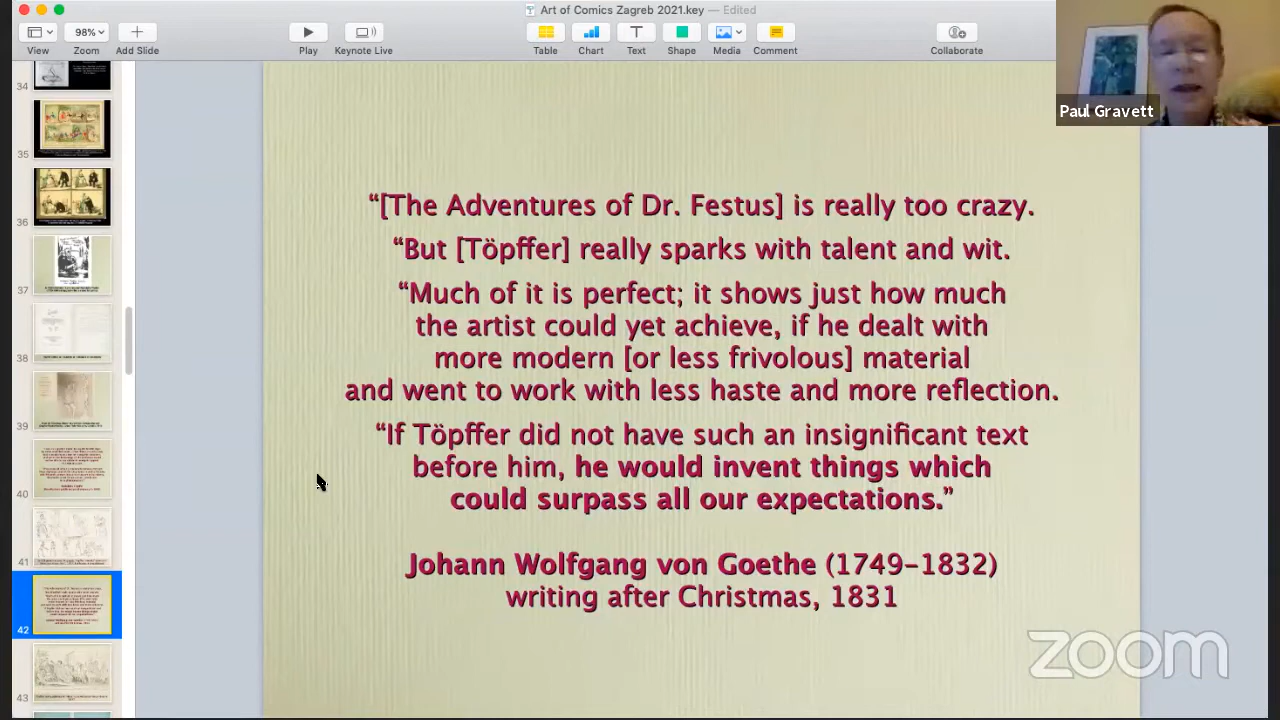 Art of Comics Zagreb 2021.key — Edited
98%
View
Zoom
Add Slide
Play
Keynote Live
Table
Chart
Text
Shape
Media
Comment
Collaborate
Paul Gravett
34
35
36
37
38
39
40
41
42
43
“[The Adventures of Dr. Festus] is really too crazy.
“But [Töpffer] really sparks with talent and wit.
“Much of it is perfect; it shows just how much
the artist could yet achieve, if he dealt with
more modern [or less frivolous] material
and went to work with less haste and more reflection.
“If Töpffer did not have such an insignificant text
before him, he would invent things which
could surpass all our expectations.”
Johann Wolfgang von Goethe (1749–1832)
writing after Christmas, 1831
zoom